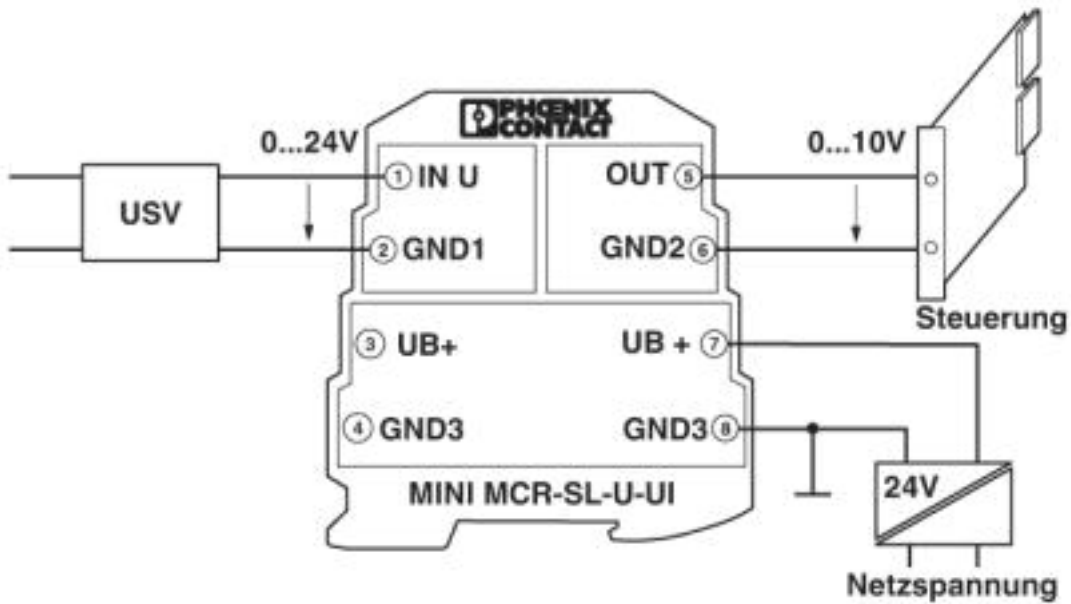 PHŒNIX
CONTACT
0...24V
0...10V
1 IN U
OUT 5
USV
2 GND1
GND2 6
Steuerung
3 UB+
UB + 7
4 GND3
GND3 8
24V
MINI MCR-SL-U-UI
Netzspannung